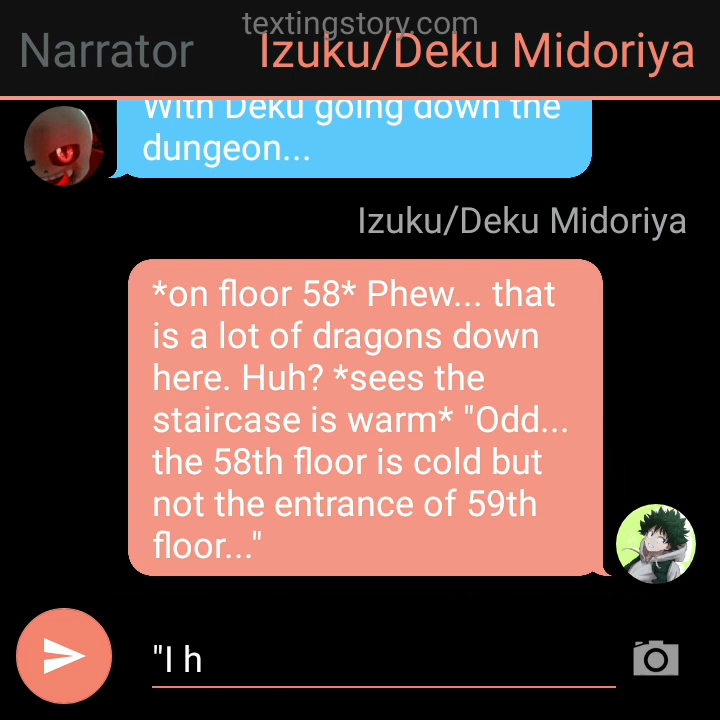 textingstory.com
Narrator
Izuku/Deku Midoriya
With Deku going down the
dungeon...
Izuku/Deku Midoriya
*on floor 58* Phew... that
is a lot of dragons down
here. Huh? *sees the
staircase is warm* "Odd...
the 58th floor is cold but
not the entrance of 59th
floor..."
"I h